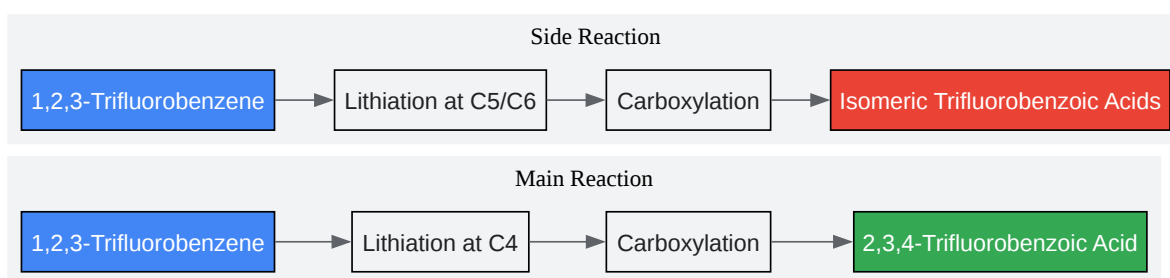 Side Reaction
1,2,3-Trifluorobenzene
Lithiation at C5/C6
Carboxylation
Isomeric Trifluorobenzoic Acids
Main Reaction
1,2,3-Trifluorobenzene
Lithiation at C4
Carboxylation
2,3,4-Trifluorobenzoic Acid